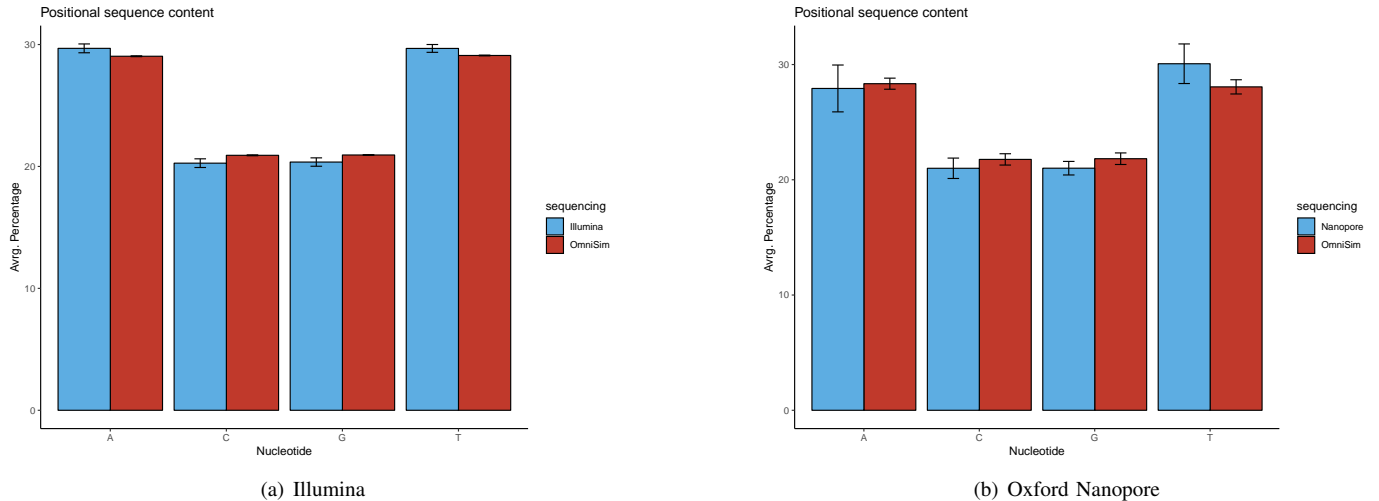 Positional sequence content
30
20
10
0
Avrg. Percentage
A C G T
Nucleotide
sequencing
Illumina
OmniSim
(a) Illumina
Positional sequence content
30
20
10
0
Avrg. Percentage
A C G T
Nucleotide
sequencing
Nanopore
OmniSim
(b) Oxford Nanopore